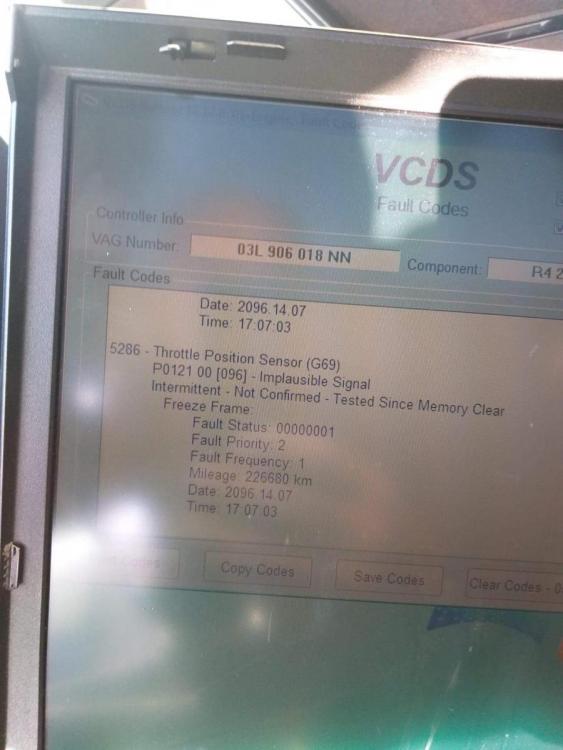 VCDS
Fault Codes
Controller Info
VAG Number: 03L 906 018 NN Component: R4 2
Fault Codes
Date: 2096.14.07
Time: 17:07:03
5286 - Throttle Position Sensor (G69)
P0121 00 [096] - Implausible Signal
Intermittent - Not Confirmed - Tested Since Memory Clear
Freeze Frame:
Fault Status: 00000001
Fault Priority: 2
Fault Frequency: 1
Mileage: 226680 km
Date: 2096.14.07
Time: 17:07:03
Codes Copy Codes Save Codes Clear Codes - 0